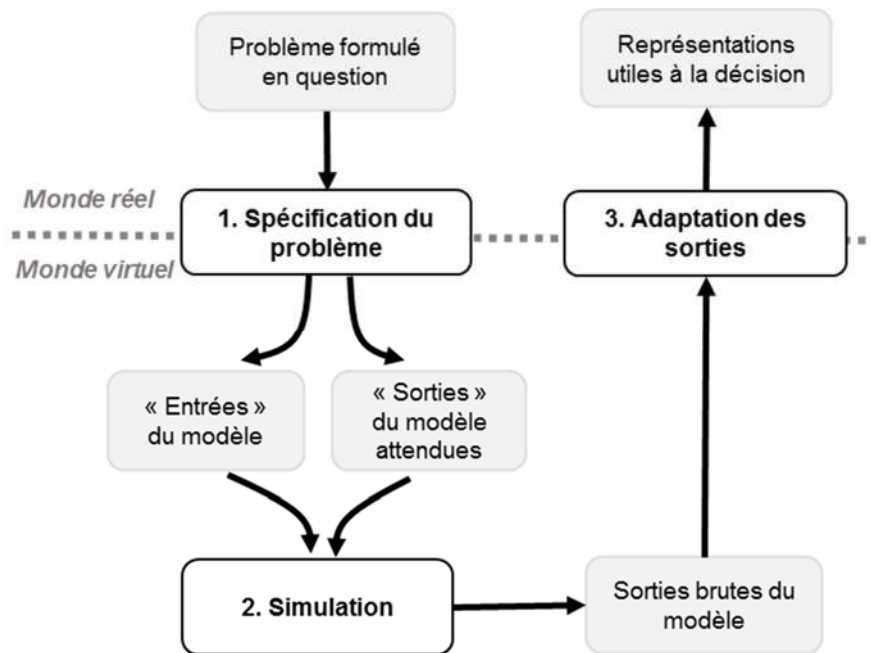 Problème formulé
en question
Représentations
utiles à la décision
Monde réel
1. Spécification du
problème
3. Adaptation des
sorties
Monde virtuel
« Entrées »
du modèle
« Sorties »
du modèle
attendues
2. Simulation
Sorties brutes du
modèle